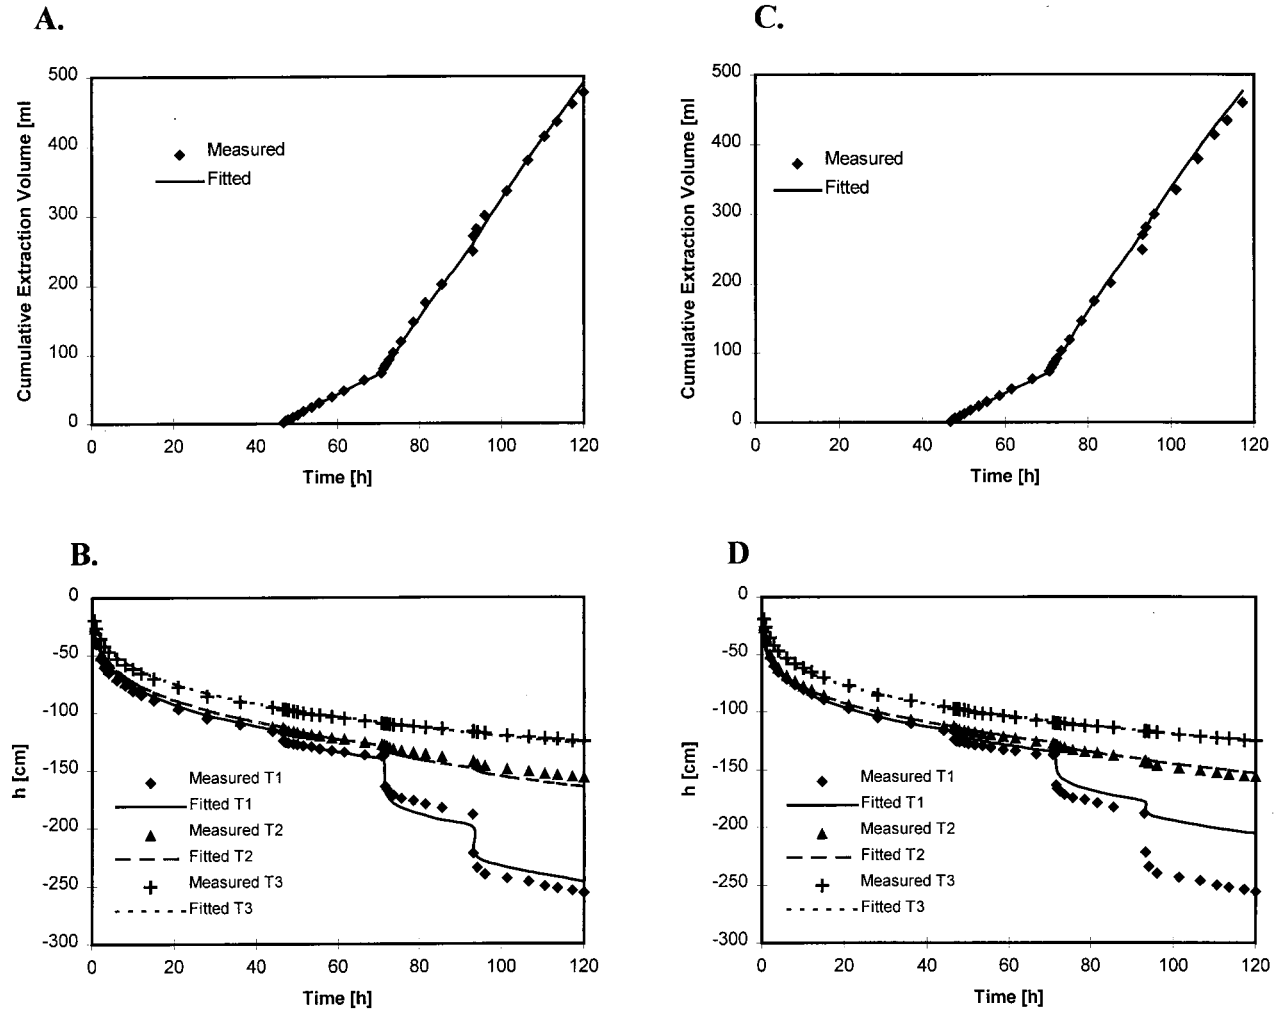 A.
500
400
300
200
100
0
0 20 40 60 80 100 120
Cumulative Extraction Volume [ml]
Time [h]
Measured
Fitted
C.
500
400
300
200
100
0
0 20 40 60 80 100 120
Cumulative Extraction Volume [ml]
Time [h]
Measured
Fitted
B.
0
-50
-100
-150
-200
-250
-300
0 20 40 60 80 100 120
h [cm]
Time [h]
Measured T1
Fitted T1
Measured T2
Fitted T2
Measured T3
Fitted T3
D
0
-50
-100
-150
-200
-250
-300
0 20 40 60 80 100 120
h [cm]
Time [h]
Measured T1
Fitted T1
Measured T2
Fitted T2
Measured T3
Fitted T3